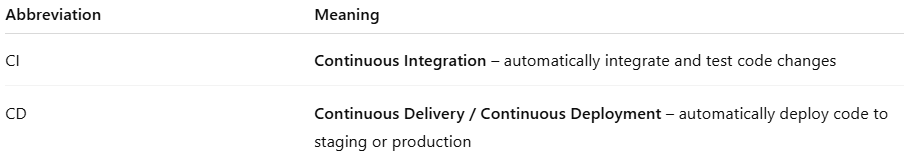 Abbreviation Meaning
CI Continuous Integration – automatically integrate and test code changes
CD Continuous Delivery / Continuous Deployment – automatically deploy code to
staging or production